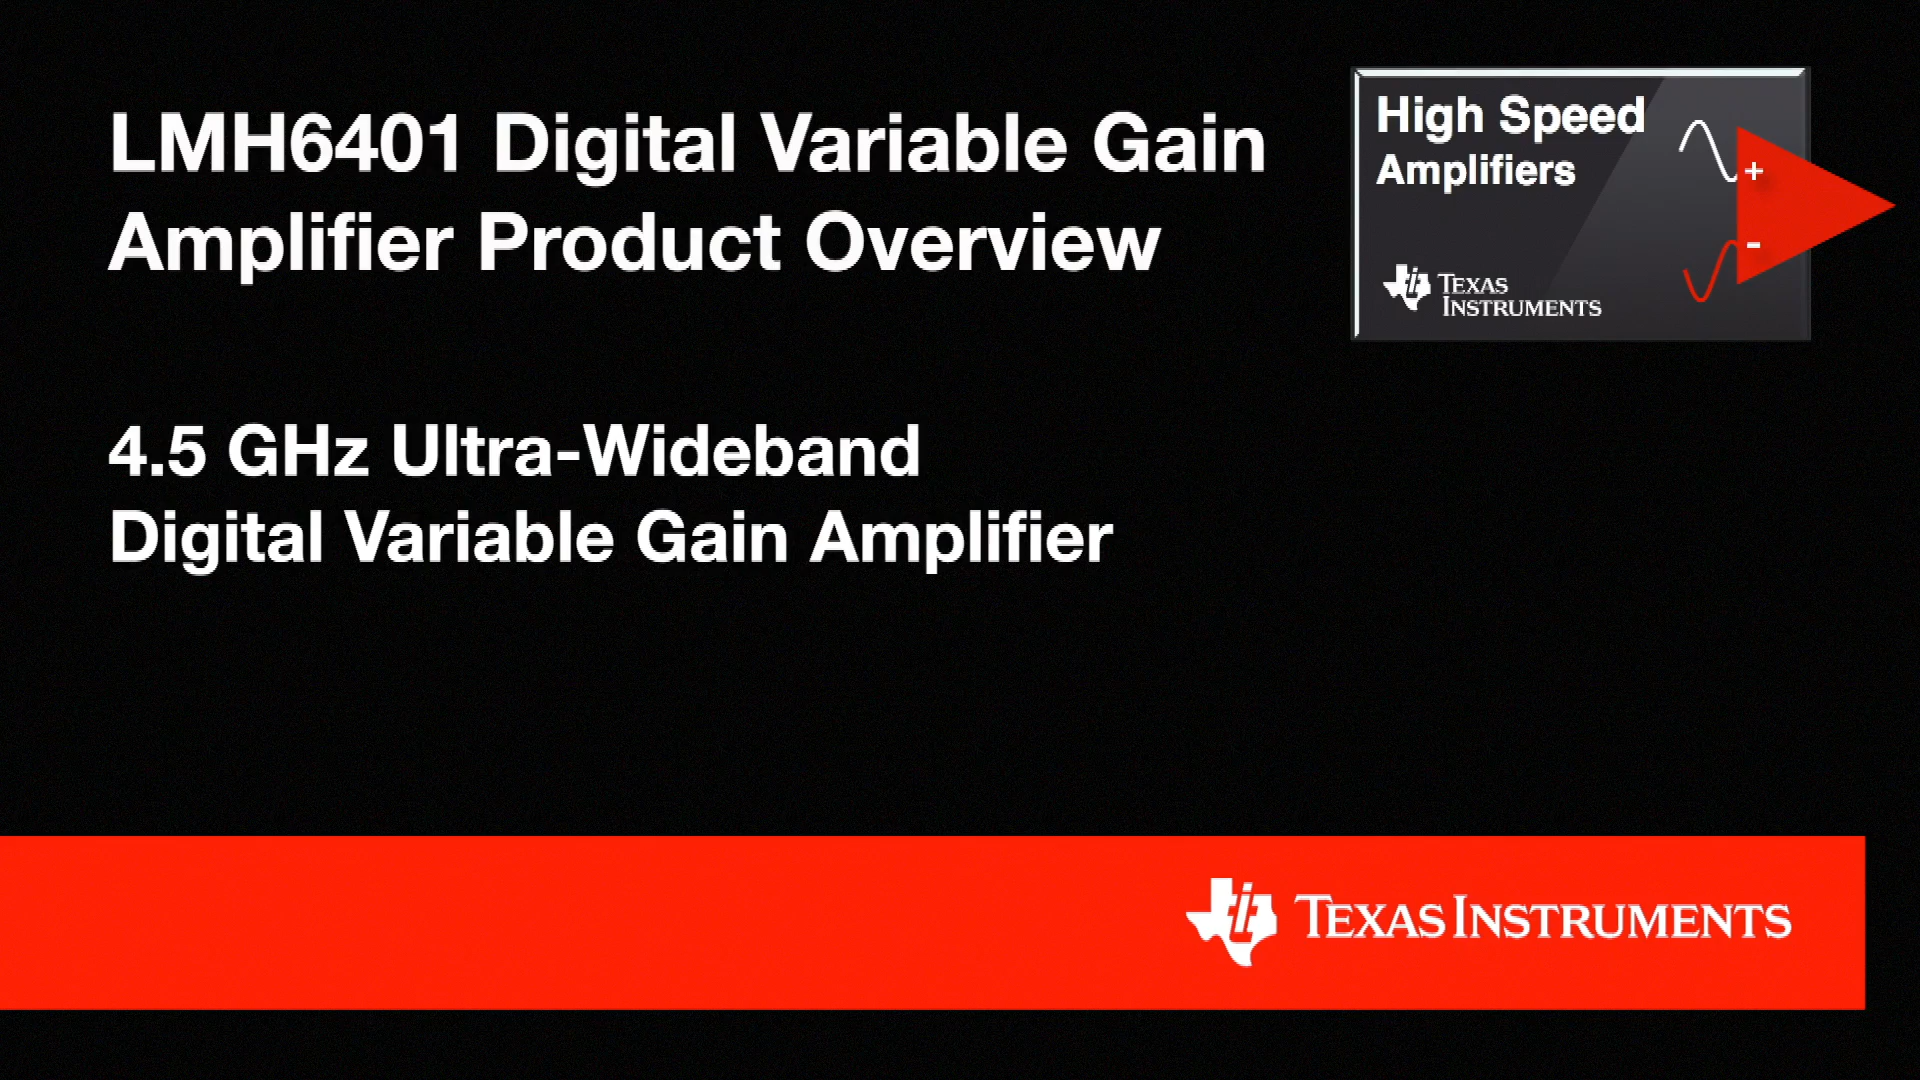 LMH6401 Digital Variable Gain
Amplifier Product Overview
High Speed
Amplifiers
+
-
TEXAS
INSTRUMENTS
4.5 GHz Ultra-Wideband
Digital Variable Gain Amplifier
TEXAS INSTRUMENTS